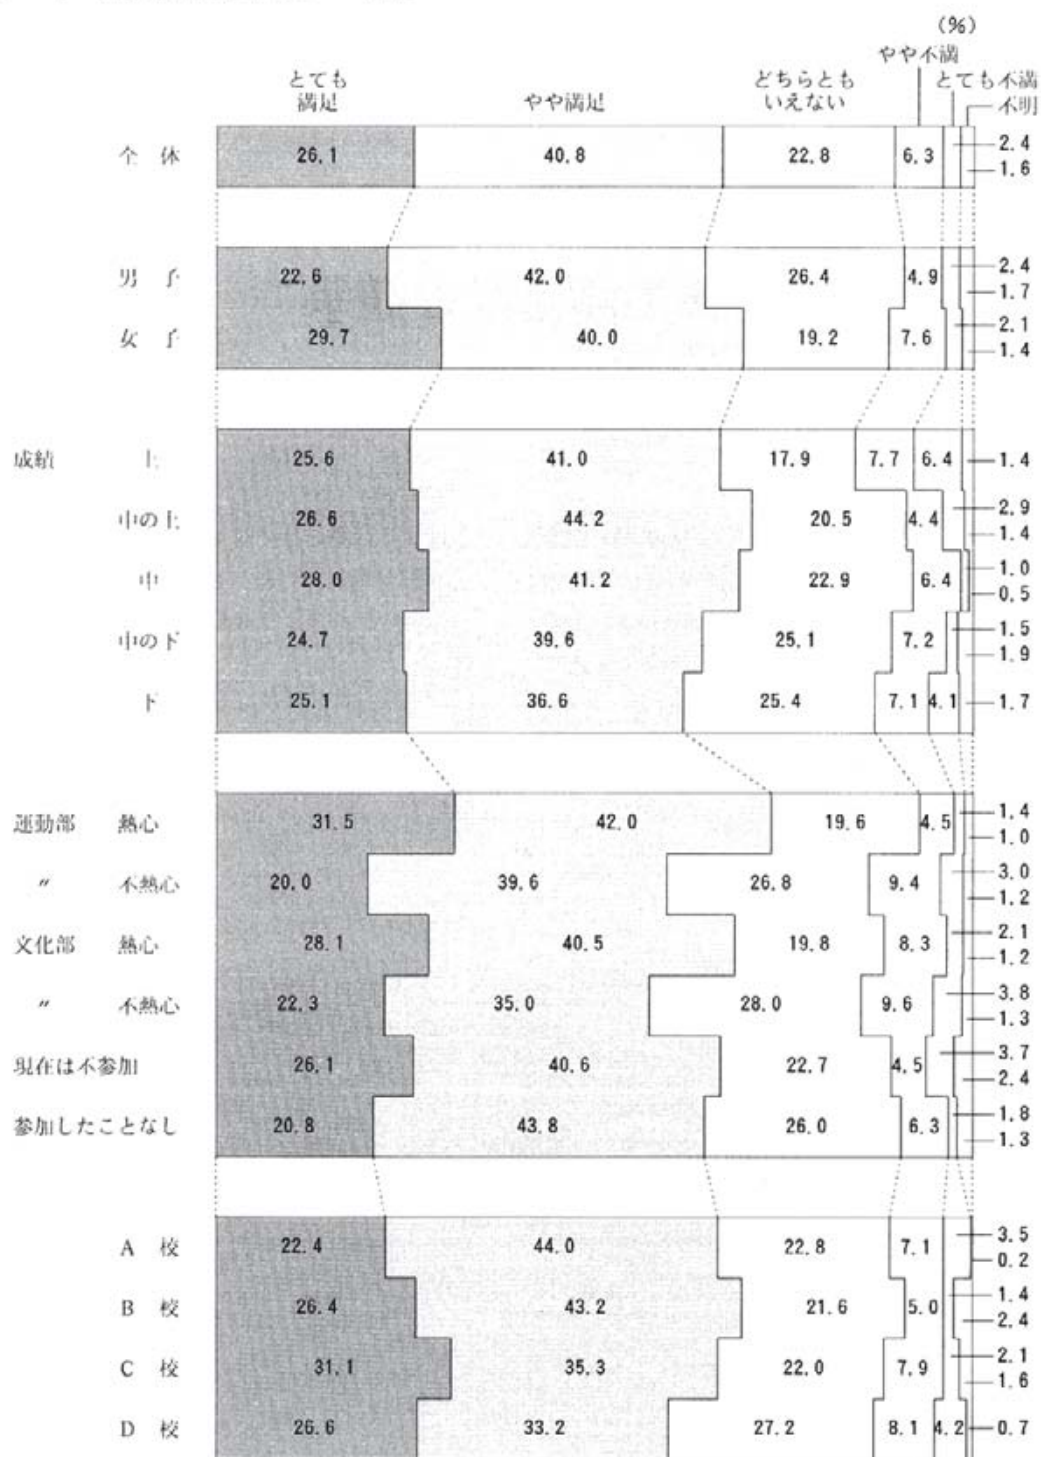 (%)
やや不満
とても どちらとも とても不満
満足 やや満足 いえない 不明
全 体 26.1 40.8 22.8 6.3 2.4 1.6
男 子 22.6 42.0 26.4 4.9 2.4 1.7
女 子 29.7 40.0 19.2 7.6 2.1 1.4
成績 上 25.6 41.0 17.9 7.7 6.4 1.4
中の上 26.6 44.2 20.5 4.4 2.9 1.4
中 28.0 41.2 22.9 6.4 1.0 0.5
中の下 24.7 39.6 25.1 7.2 1.5 1.9
下 25.1 36.6 25.4 7.1 4.1 1.7
運動部 熱心 31.5 42.0 19.6 4.5 1.4 1.0
〃 不熱心 20.0 39.6 26.8 9.4 3.0 1.2
文化部 熱心 28.1 40.5 19.8 8.3 2.1 1.2
〃 不熱心 22.3 35.0 28.0 9.6 3.8 1.3
現在は不参加 26.1 40.6 22.7 4.5 3.7 2.4
参加したことなし 20.8 43.8 26.0 6.3 1.8 1.3
A 校 22.4 44.0 22.8 7.1 3.5 0.2
B 校 26.4 43.2 21.6 5.0 1.4 2.4
C 校 31.1 35.3 22.0 7.9 2.1 1.6
D 校 26.6 33.2 27.2 8.1 4.2 0.7